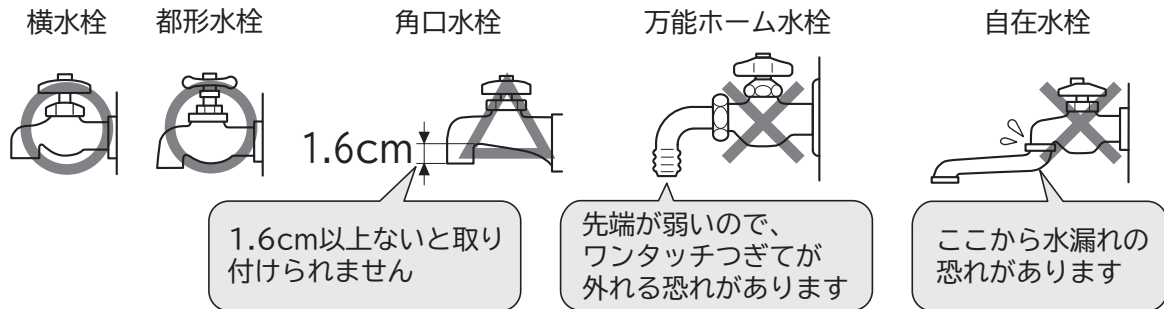 横水栓
都形水栓
角口水栓
万能ホーム水栓
自在水栓
1.6cm
1.6cm以上ないと取り
付けられません
先端が弱いので、
ワンタッチつぎてが
外れる恐れがあります
ここから水漏れの
恐れがあります